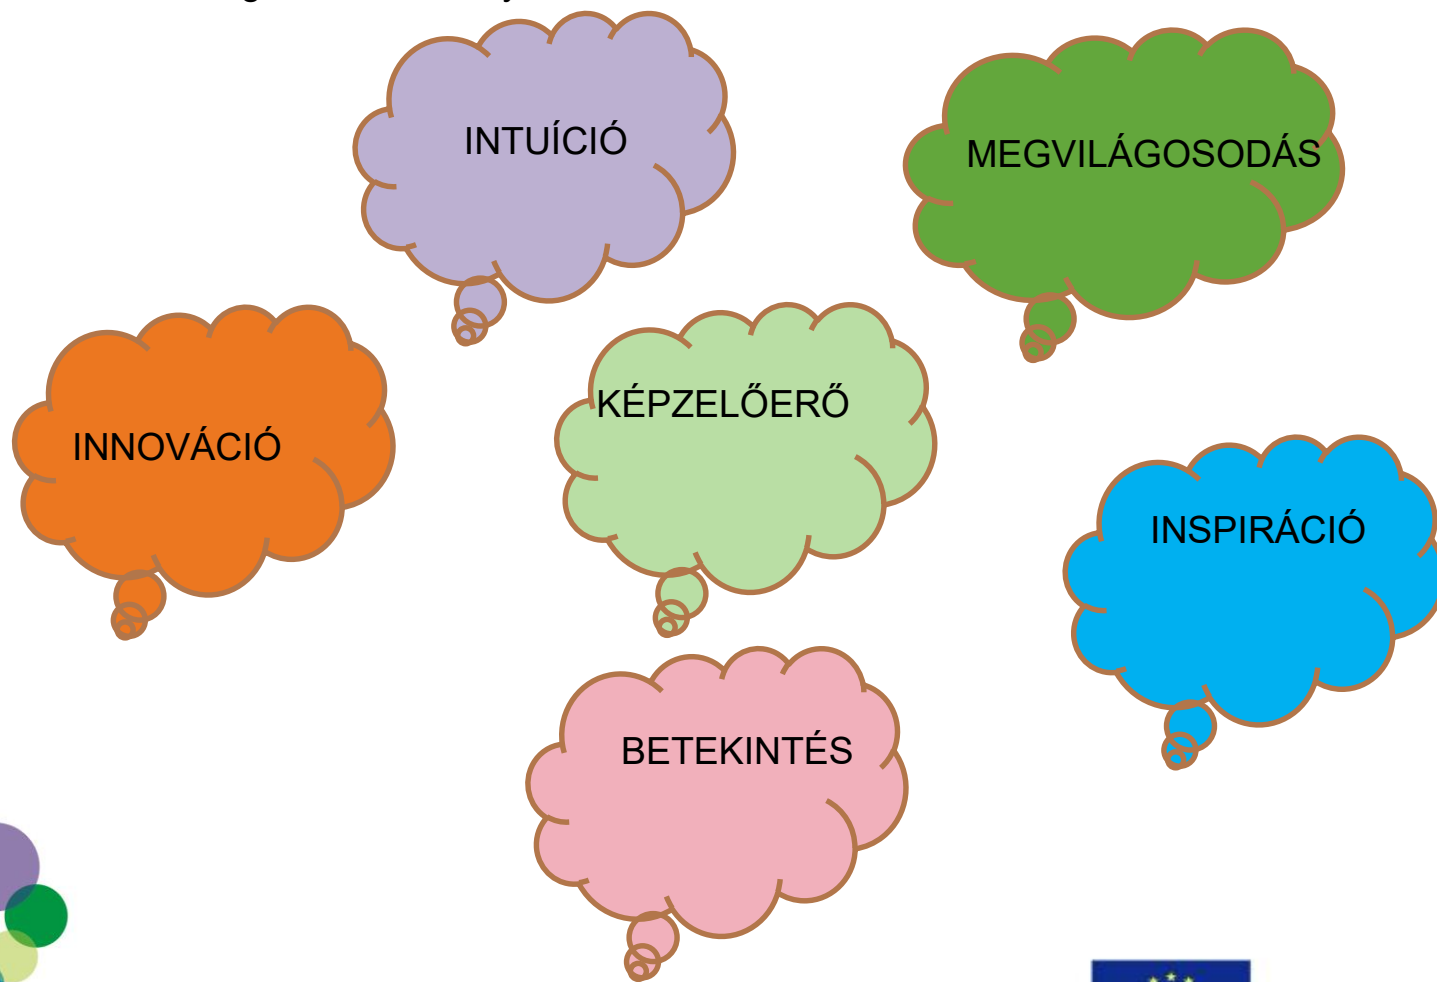 INTUÍCIÓ
MEGVILÁGOSODÁS
KÉPZELŐERŐ
INNOVÁCIÓ
INSPIRÁCIÓ
BETEKINTÉS